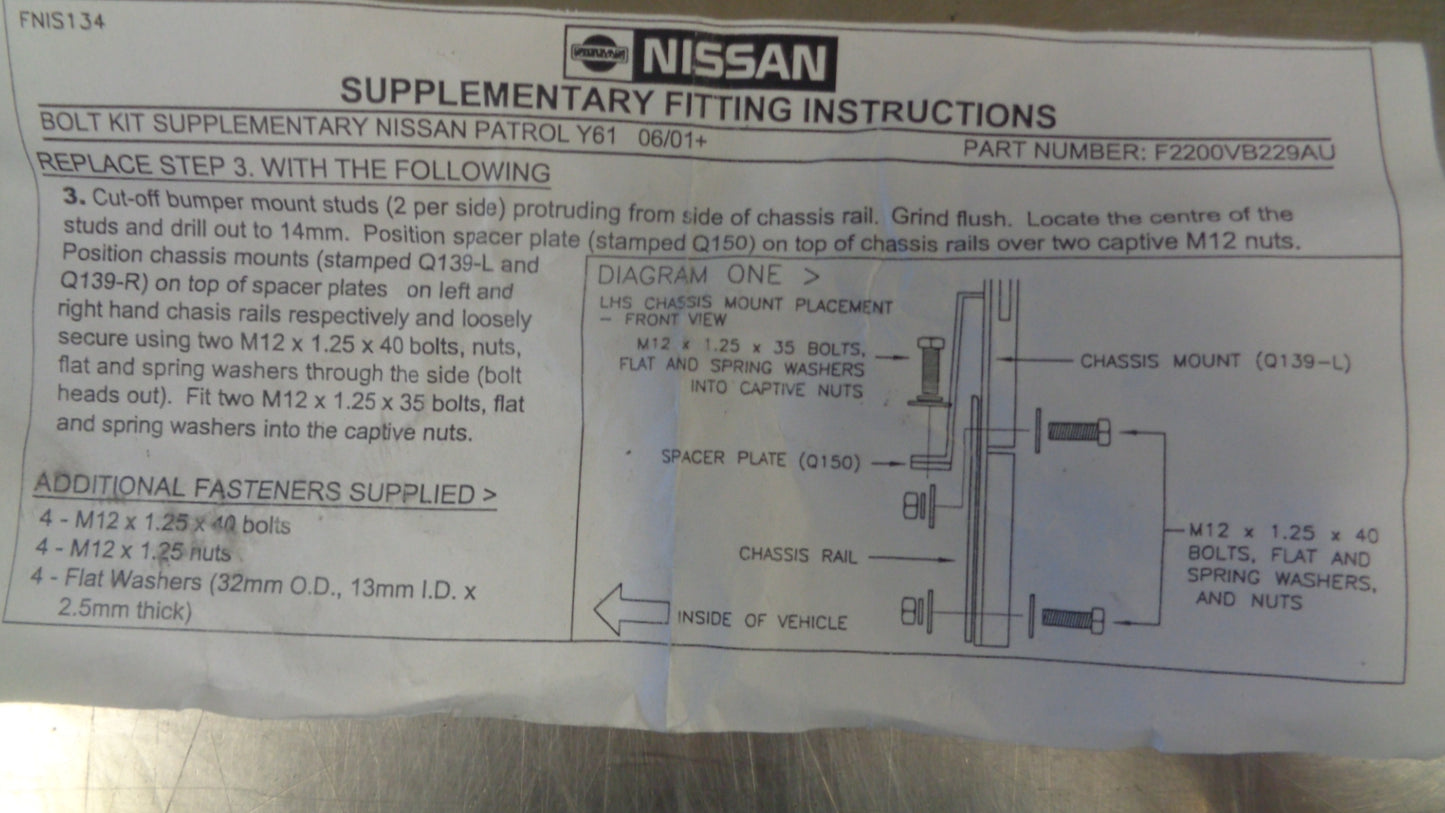 FNIS134
NISSAN
SUPPLEMENTARY FITTING INSTRUCTIONS
BOLT KIT SUPPLEMENTARY NISSAN PATROL Y61 06/01+
PART NUMBER: F2200VB229AU
REPLACE STEP 3. WITH THE FOLLOWING
3. Cut-off bumper mount studs (2 per side) protruding from side of chassis rail. Grind flush. Locate the centre of the
studs and drill out to 14mm. Position spacer plate (stamped Q150) on top of chassis rails over two captive M12 nuts.
Position chassis mounts (stamped Q139-L and
Q139-R) on top of spacer plates on left and
right hand chasis rails respectively and loosely
secure using two M12 x 1.25 x 40 bolts, nuts,
flat and spring washers through the side (bolt
heads out). Fit two M12 x 1.25 x 35 bolts, flat
and spring washers into the captive nuts.
ADDITIONAL FASTENERS SUPPLIED >
4 - M12 x 1.25 x 40 bolts
4 - M12 x 1.25 nuts
4 - Flat Washers (32mm O.D., 13mm I.D. x
2.5mm thick)
DIAGRAM ONE >
LHS CHASSIS MOUNT PLACEMENT
- FRONT VIEW
M12 x 1.25 x 35 BOLTS,
FLAT AND SPRING WASHERS
INTO CAPTIVE NUTS
CHASSIS MOUNT (Q139-L)
SPACER PLATE (Q150)
CHASSIS RAIL
M12 x 1.25 x 40
BOLTS, FLAT AND
SPRING WASHERS,
AND NUTS
INSIDE OF VEHICLE